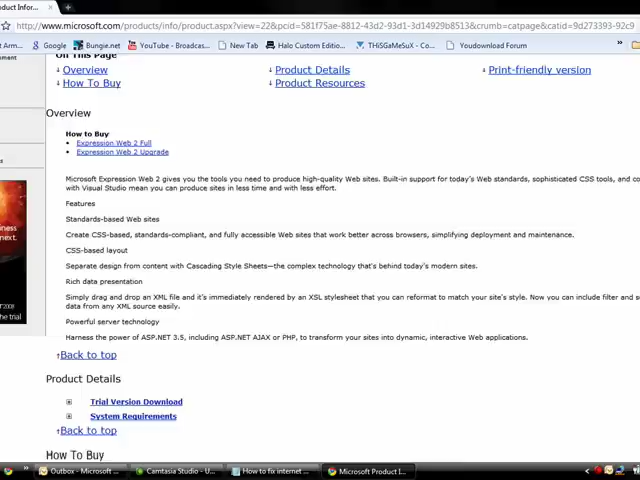 Product Infor...
http://www.microsoft.com/products/info/product.aspx?view=22&pcid=581f75ae-8812-43d2-93d1-3d14929b8513&crumb=catpage&catid=9d273393-92c9
Arm... Google Bungie.net YouTube - Broadcas... New Tab Halo Custom Editio... THiSGaMeSuX - Co... Youdownload Forum »
On This Page
Overview Product Details Print-friendly version
How To Buy Product Resources
Overview
How to Buy
• Expression Web 2 Full
• Expression Web 2 Upgrade
Microsoft Expression Web 2 gives you the tools you need to produce high-quality Web sites. Built-in support for today's Web standards, sophisticated CSS tools, and co
with Visual Studio mean you can produce sites in less time and with less effort.
Features
Standards-based Web sites
Create CSS-based, standards-compliant, and fully accessible Web sites that work better across browsers, simplifying deployment and maintenance.
CSS-based layout
Separate design from content with Cascading Style Sheets—the complex technology that's behind today's modern sites.
Rich data presentation
Simply drag and drop an XML file and it's immediately rendered by an XSL stylesheet that you can reformat to match your site's style. Now you can include filter and s
data from any XML source easily.
Powerful server technology
Harness the power of ASP.NET 3.5, including ASP.NET AJAX or PHP, to transform your sites into dynamic, interactive Web applications.
↑Back to top
Product Details
Trial Version Download
System Requirements
↑Back to top
How To Buy
iness
next.
2008
the trial
Outbox - Microsoft ... Camtasia Studio - U... How to fix internet ... Microsoft Product I...